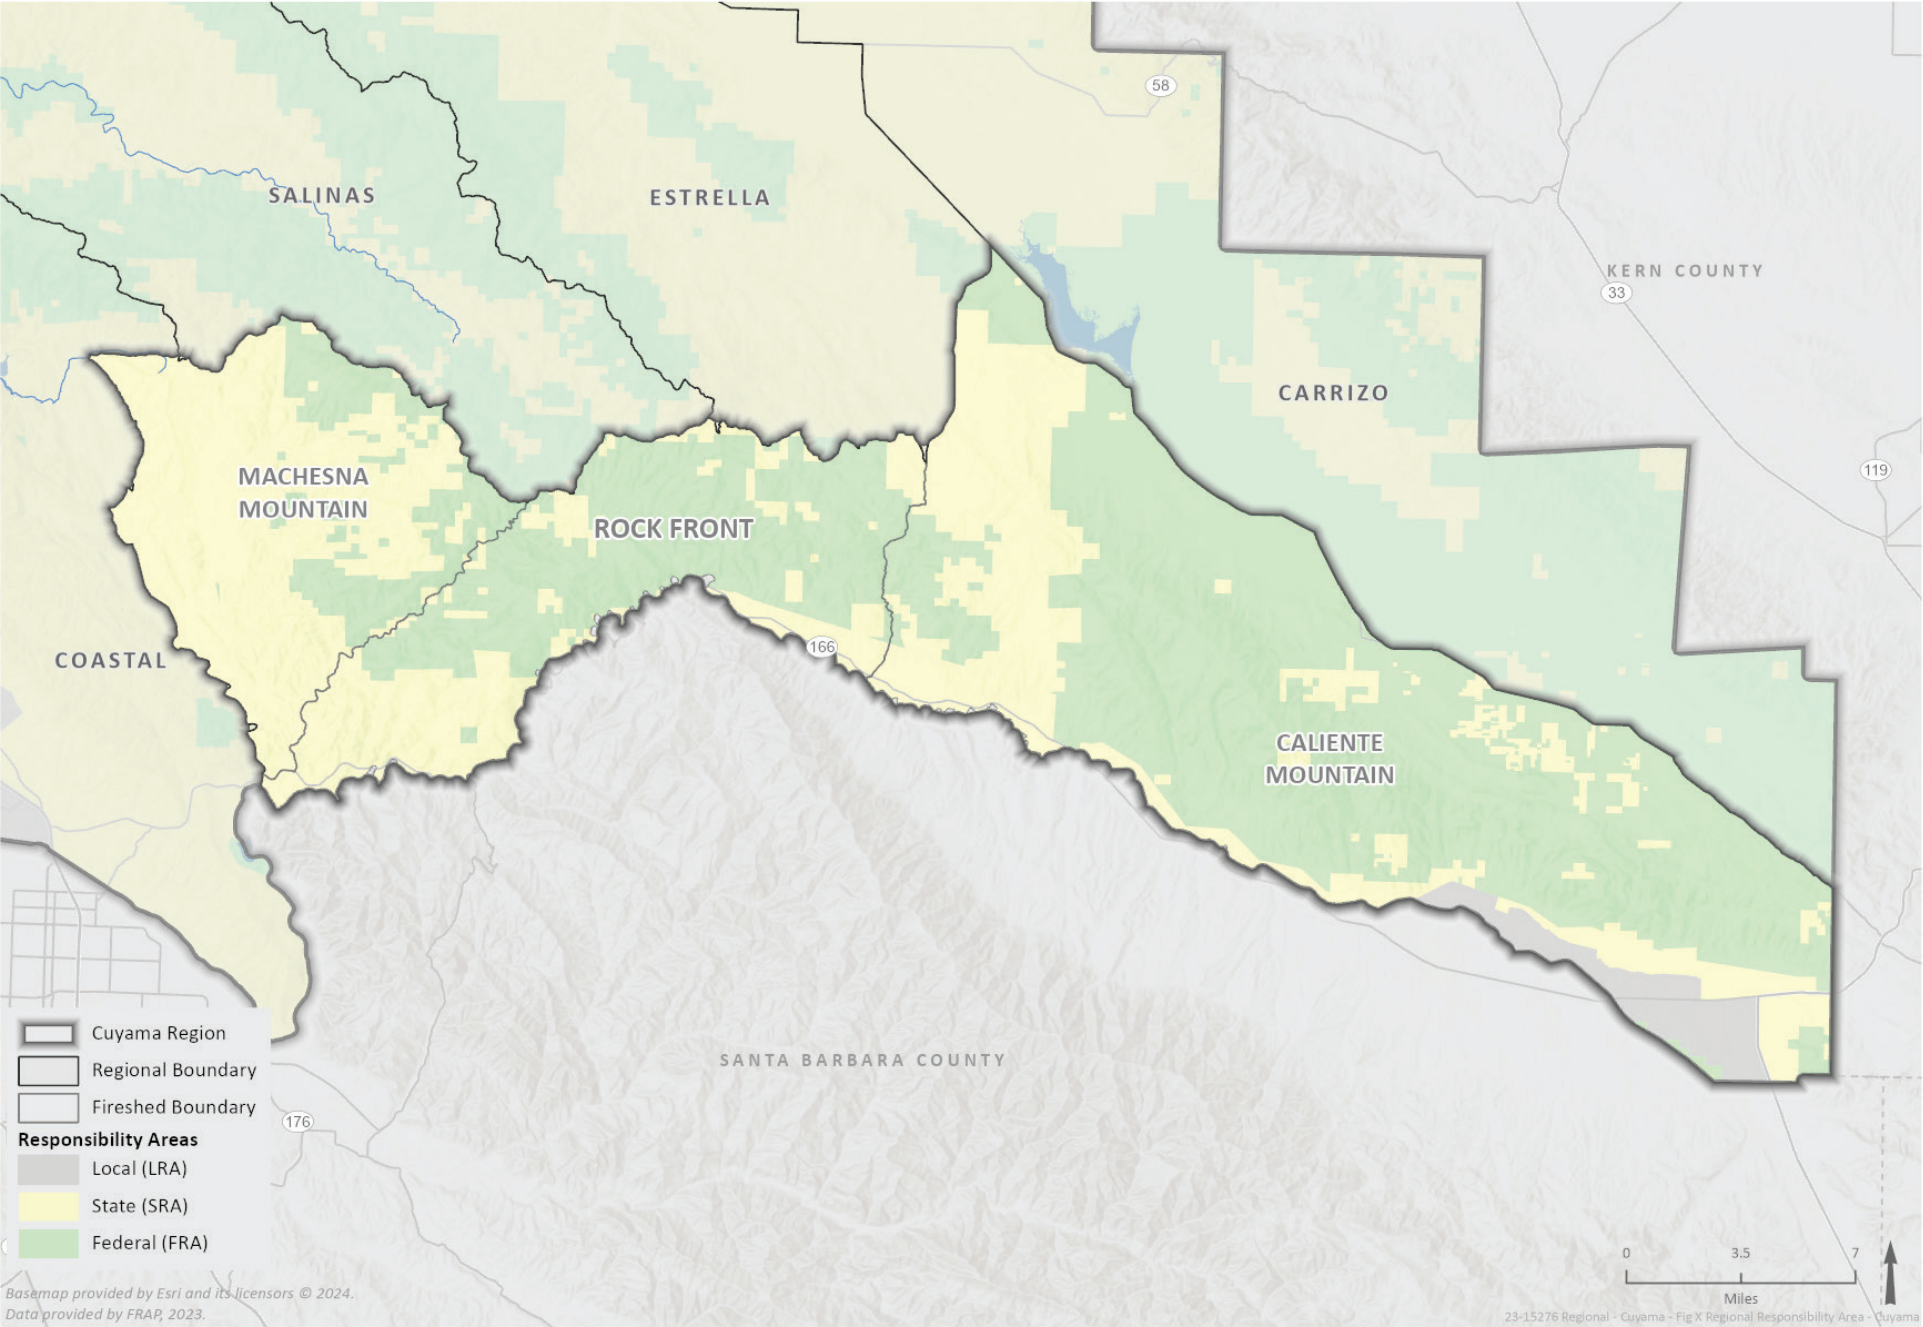 58
SALINAS
ESTRELLA
KERN COUNTY
33
CARRIZO
119
MACHESNA
MOUNTAIN
ROCK FRONT
166
COASTAL
CALIENTE
MOUNTAIN
SANTA BARBARA COUNTY
176
Cuyama Region
Regional Boundary
Fireshed Boundary
Responsibility Areas
Local (LRA)
State (SRA)
Federal (FRA)
0 3.5 7
Miles
Basemap provided by Esri and its licensors © 2024.
Data provided by FRAP, 2023.
23-15276 Regional - Cuyama - Fig X Regional Responsibility Area - Cuyama